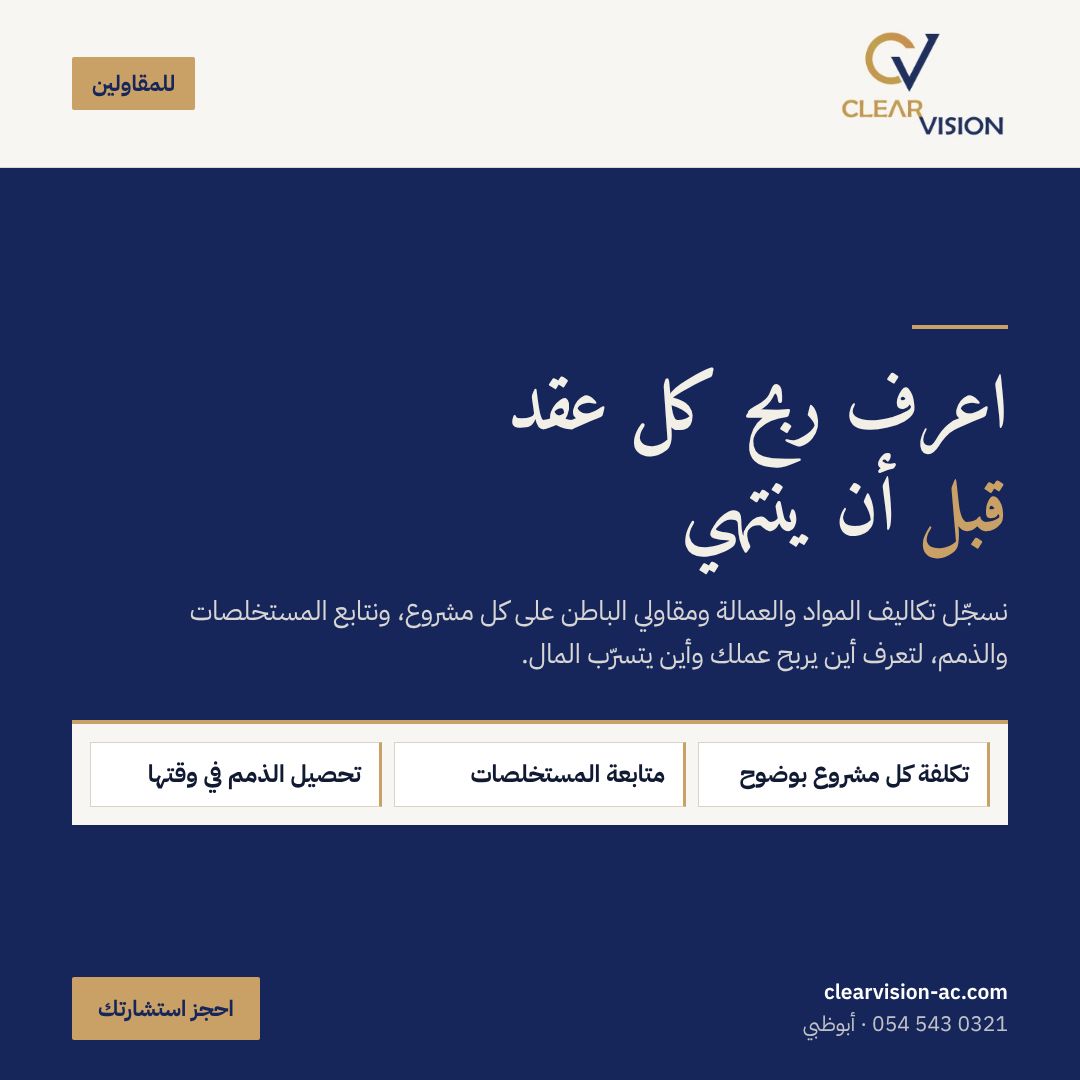 CLEAR
VISION
للمقاولين
اعرف ربح كل عقد
قبل أن ينتهي
نسجّل تكاليف المواد والعمالة ومقاولي الباطن على كل مشروع، ونتابع المستخلصات
والذمم، لتعرف أين يربح عملك وأين يتسرّب المال.
تكلفة كل مشروع بوضوح
متابعة المستخلصات
تحصيل الذمم في وقتها
clearvision-ac.com
054 543 0321 · أبوظبي
احجز استشارتك